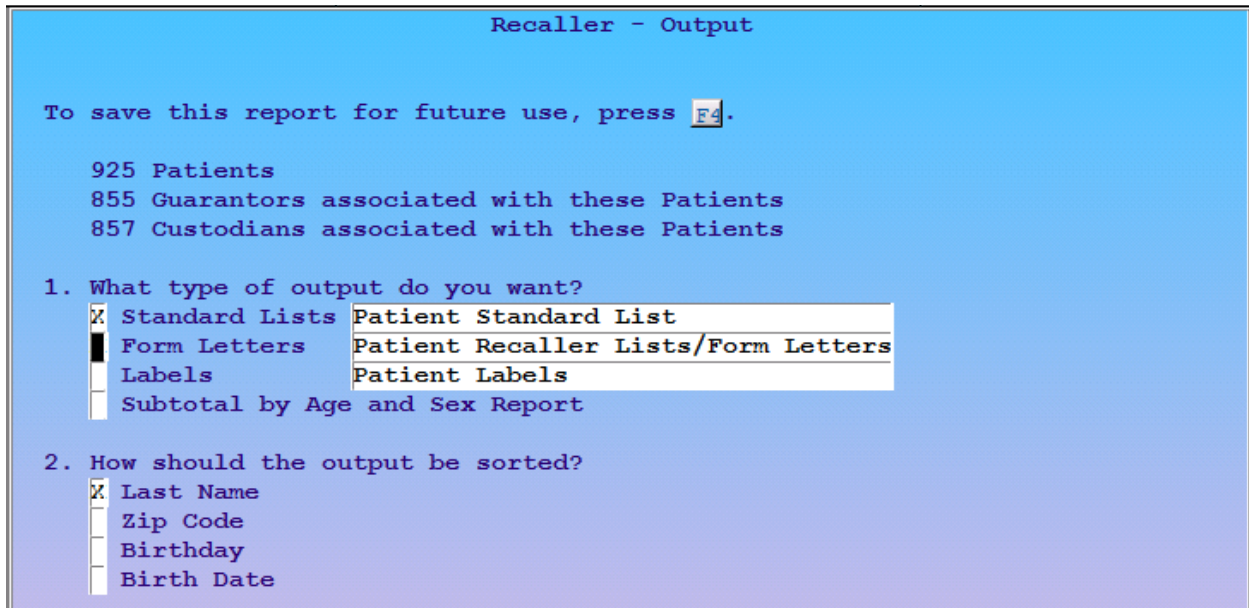 Recaller - Output
To save this report for future use, press F4.
925 Patients
855 Guarantors associated with these Patients
857 Custodians associated with these Patients
1. What type of output do you want?
X Standard Lists Patient Standard List
Form Letters Patient Recaller Lists/Form Letters
Labels Patient Labels
Subtotal by Age and Sex Report
2. How should the output be sorted?
X Last Name
Zip Code
Birthday
Birth Date